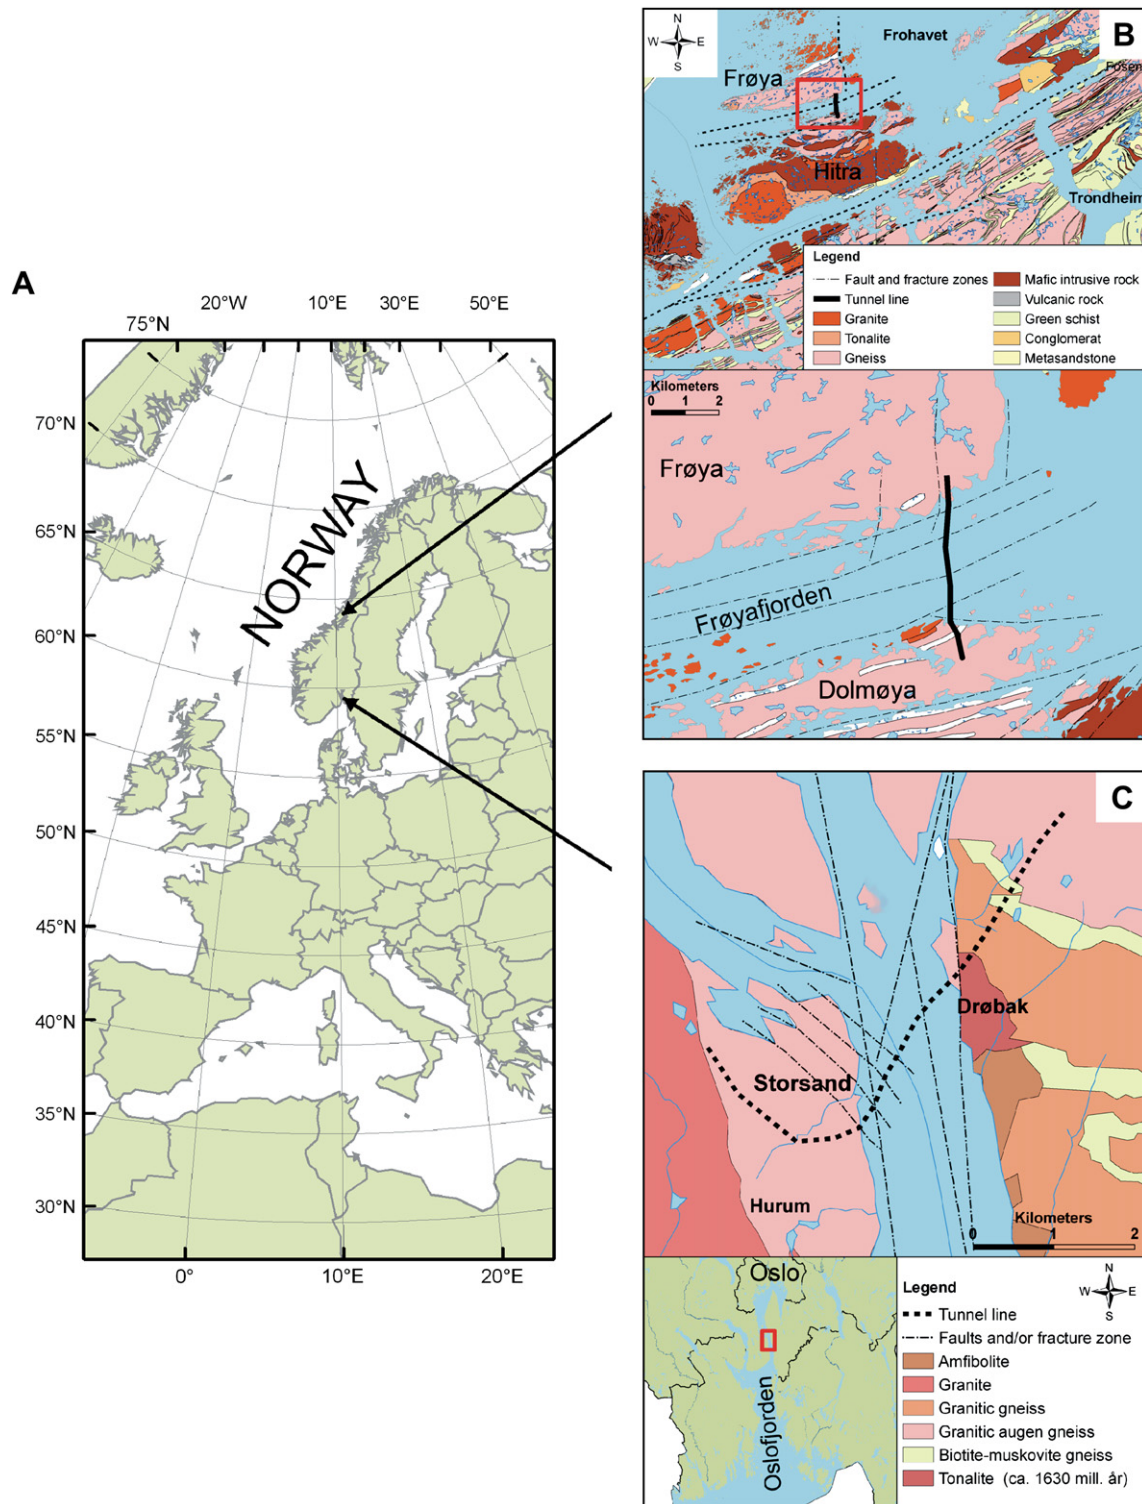 A
20°W 10°E 30°E 50°E
75°N
70°N
65°N
60°N
55°N
50°N
45°N
40°N
35°N
30°N
0° 10°E 20°E
NORWAY
B
N
W E
S
Frohavet
Fosen
Frøya
Hitra
Trondheim
Legend
Fault and fracture zones
Tunnel line
Granite
Tonalite
Gneiss
Mafic intrusive rock
Vulcanic rock
Green schist
Conglomerat
Metasandstone
Kilometers
0 1 2
Frøya
Frøyafjorden
Dolmøya
C
Drøbak
Storsand
Hurum
Kilometers
0 1 2
Oslo
Oslofjorden
Legend
N
W E
S
Tunnel line
Faults and/or fracture zone
Amfibolite
Granite
Granitic gneiss
Granitic augen gneiss
Biotite-muskovite gneiss
Tonalite (ca. 1630 mill. år)